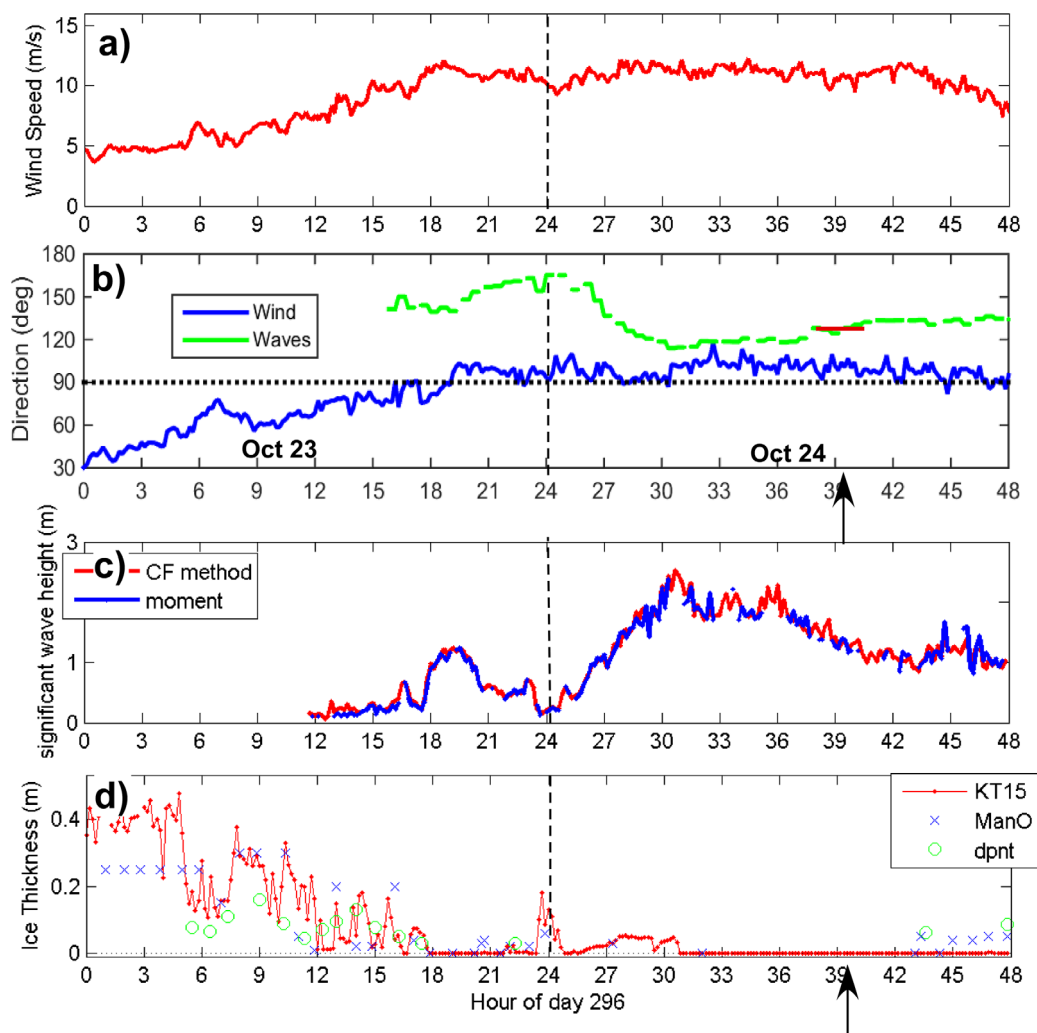 a)
Wind Speed (m/s)
15
10
5
0
0 3 6 9 12 15 18 21 24 27 30 33 36 39 42 45 48
b)
Direction (deg)
180
150
120
90
60
30
Wind
Waves
Oct 23
Oct 24
0 3 6 9 12 15 18 21 24 27 30 33 36 39 42 45 48
c)
significant wave height (m)
3
1
0
CF method
moment
0 3 6 9 12 15 18 21 24 27 30 33 36 39 42 45 48
d)
Ice Thickness (m)
0.4
0.2
0
KT15
ManO
dpnt
0 3 6 9 12 15 18 21 24 27 30 33 36 39 42 45 48
Hour of day 296